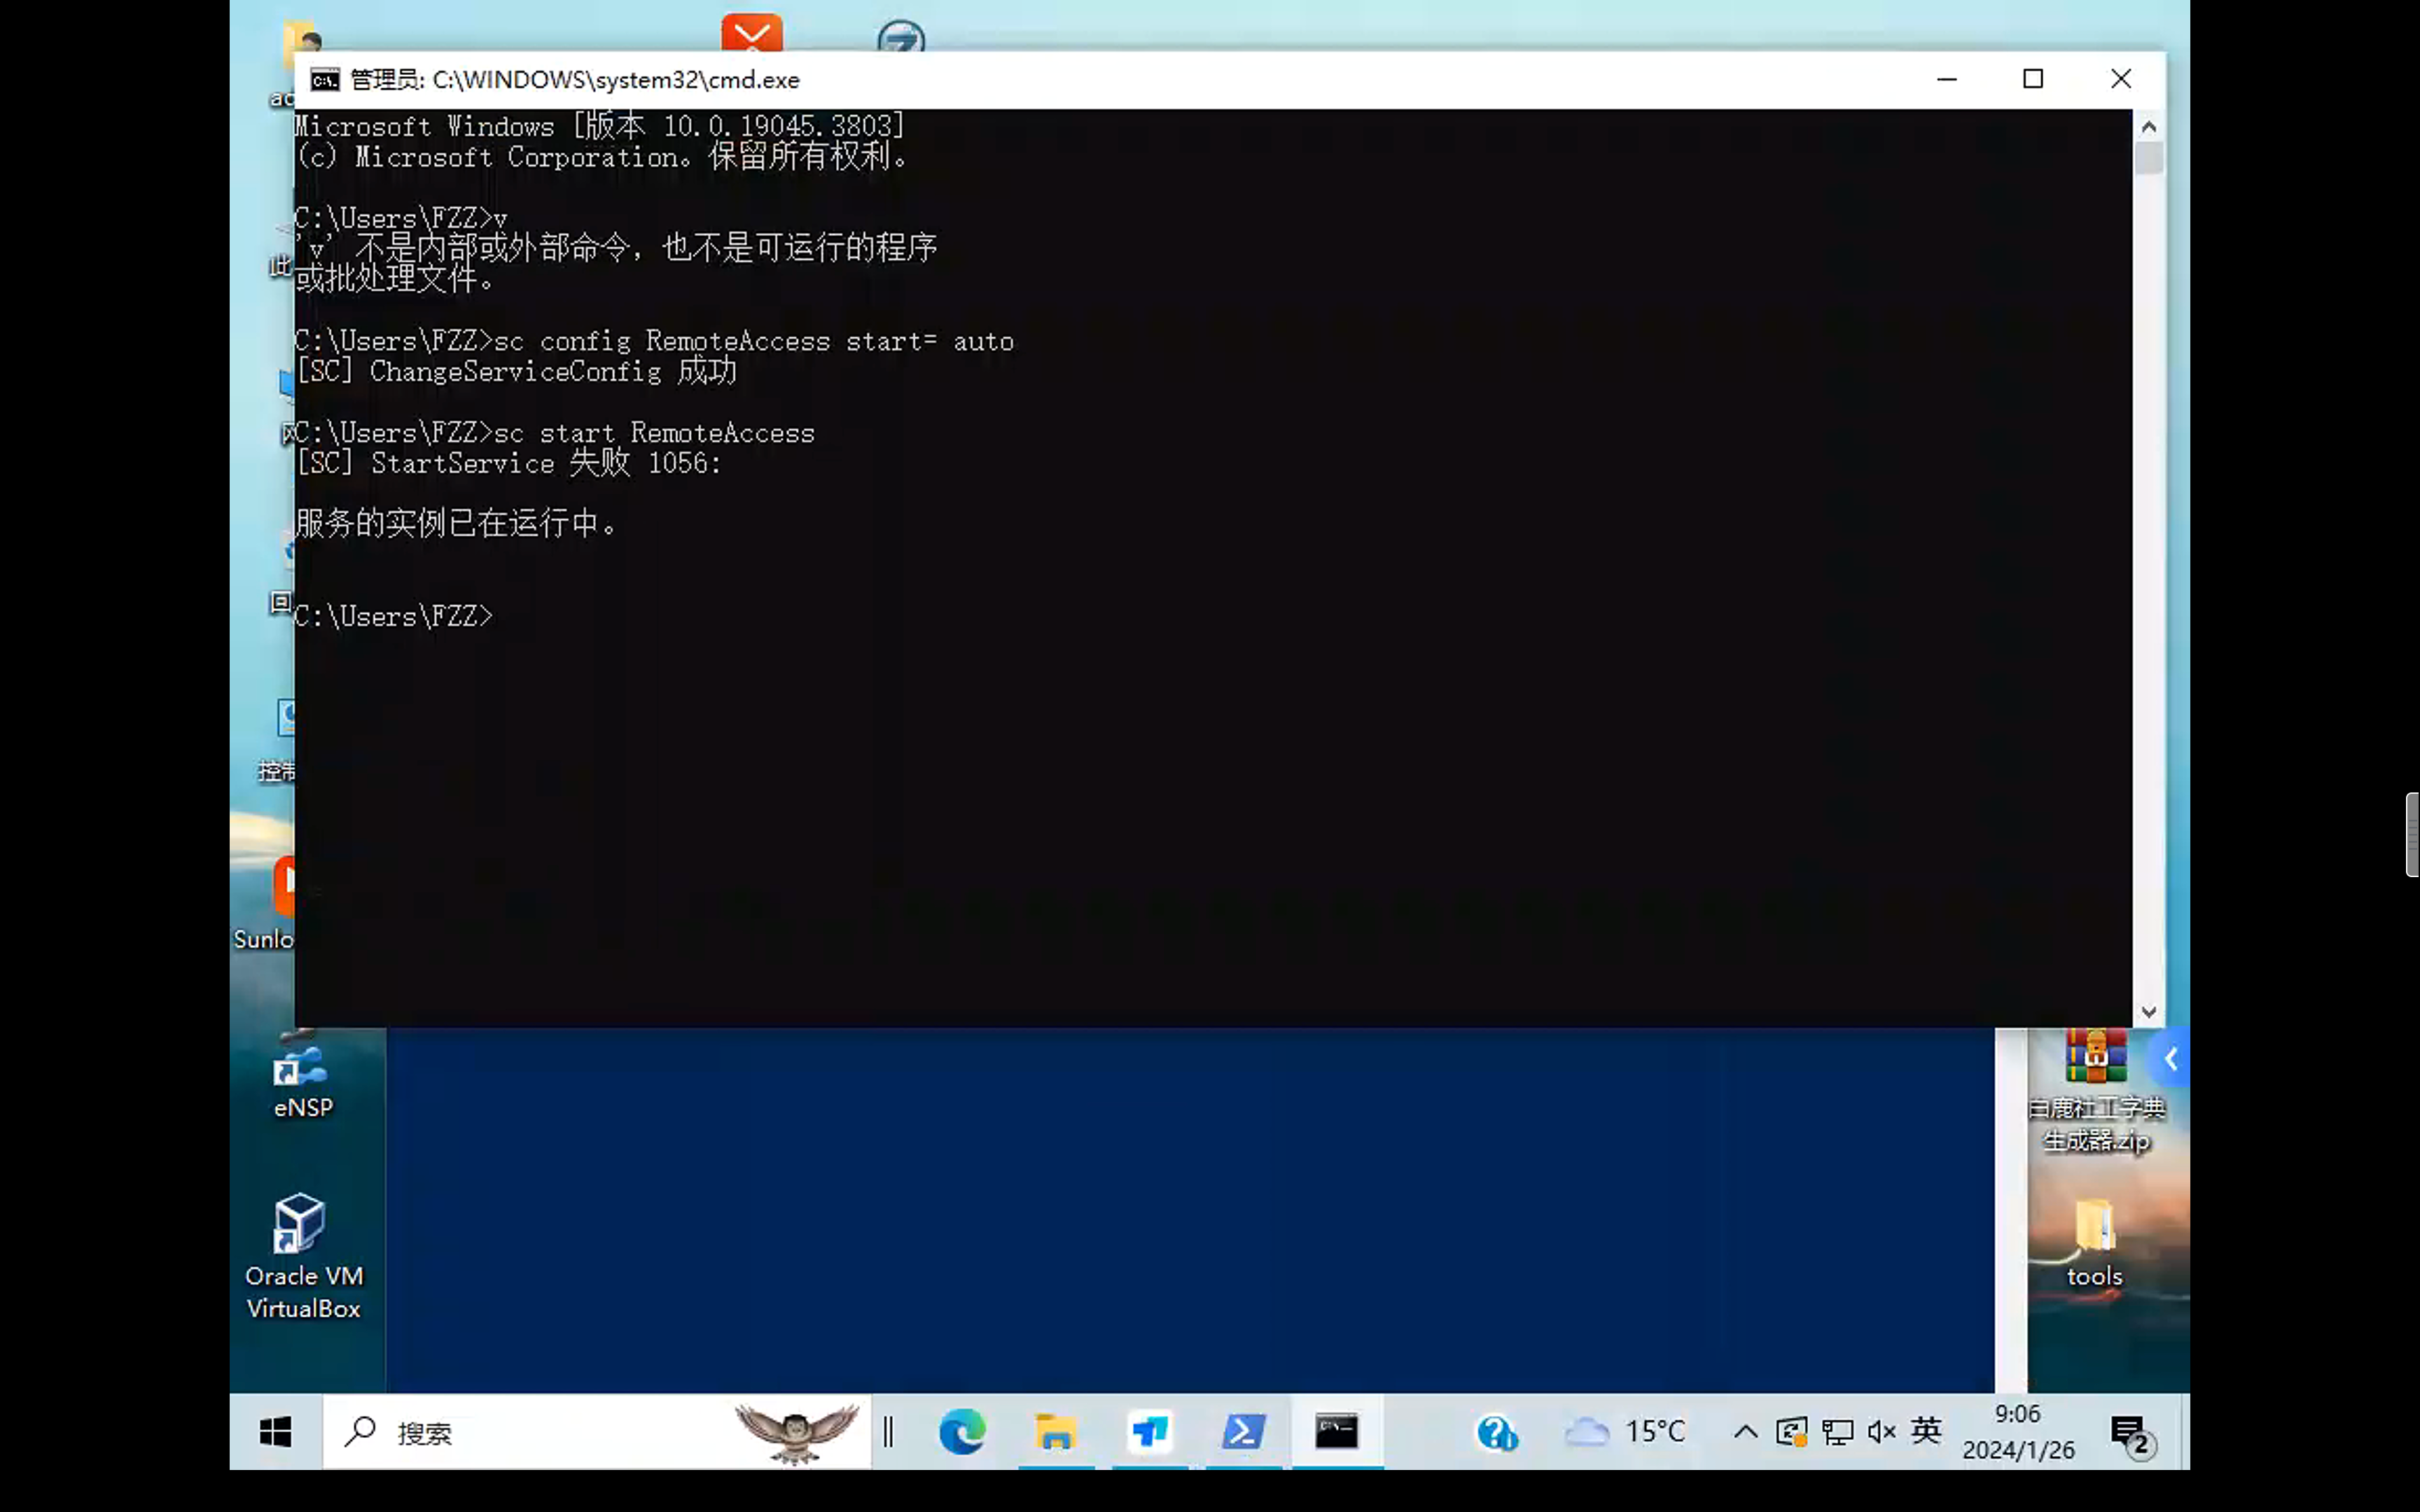 管理员: C:\WINDOWS\system32\cmd.exe
Microsoft Windows [版本 10.0.19045.3803]
(c) Microsoft Corporation。保留所有权利。
C:\Users\FZZ>v
'v' 不是内部或外部命令，也不是可运行的程序
或批处理文件。
C:\Users\FZZ>sc config RemoteAccess start= auto
[SC] ChangeServiceConfig 成功
C:\Users\FZZ>sc start RemoteAccess
[SC] StartService 失败 1056:
服务的实例已在运行中。
C:\Users\FZZ>
此
控制
Sunlo
eNSP
Oracle VM
VirtualBox
白鹿社工字典
生成器.zip
tools
搜索
15°C
英
9:06
2024/1/26
2